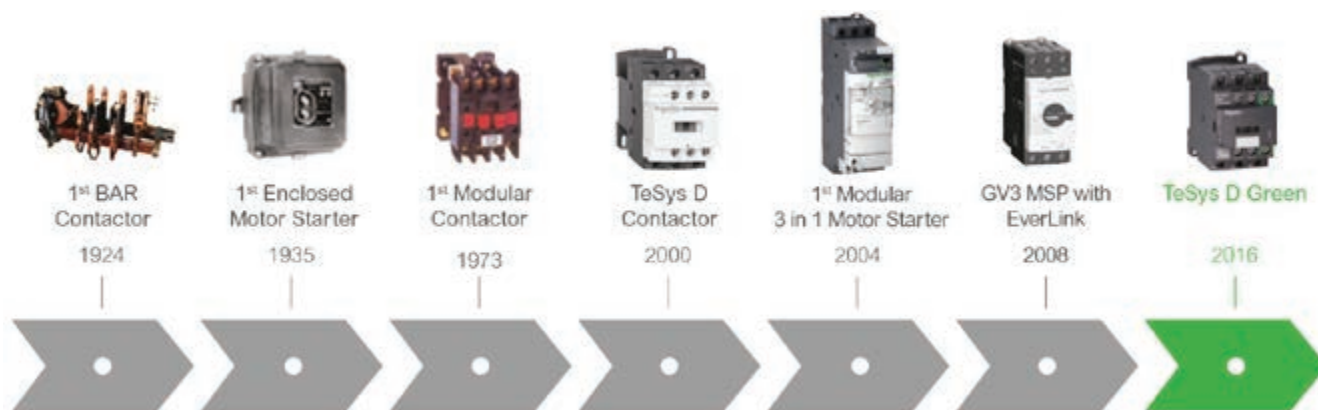 1st BAR
Contactor
1924
1st Enclosed
Motor Starter
1935
1st Modular
Contactor
1973
TeSys D
Contactor
2000
1st Modular
3 in 1 Motor Starter
2004
GV3 MSP with
EverLink
2008
TeSys D Green
2016